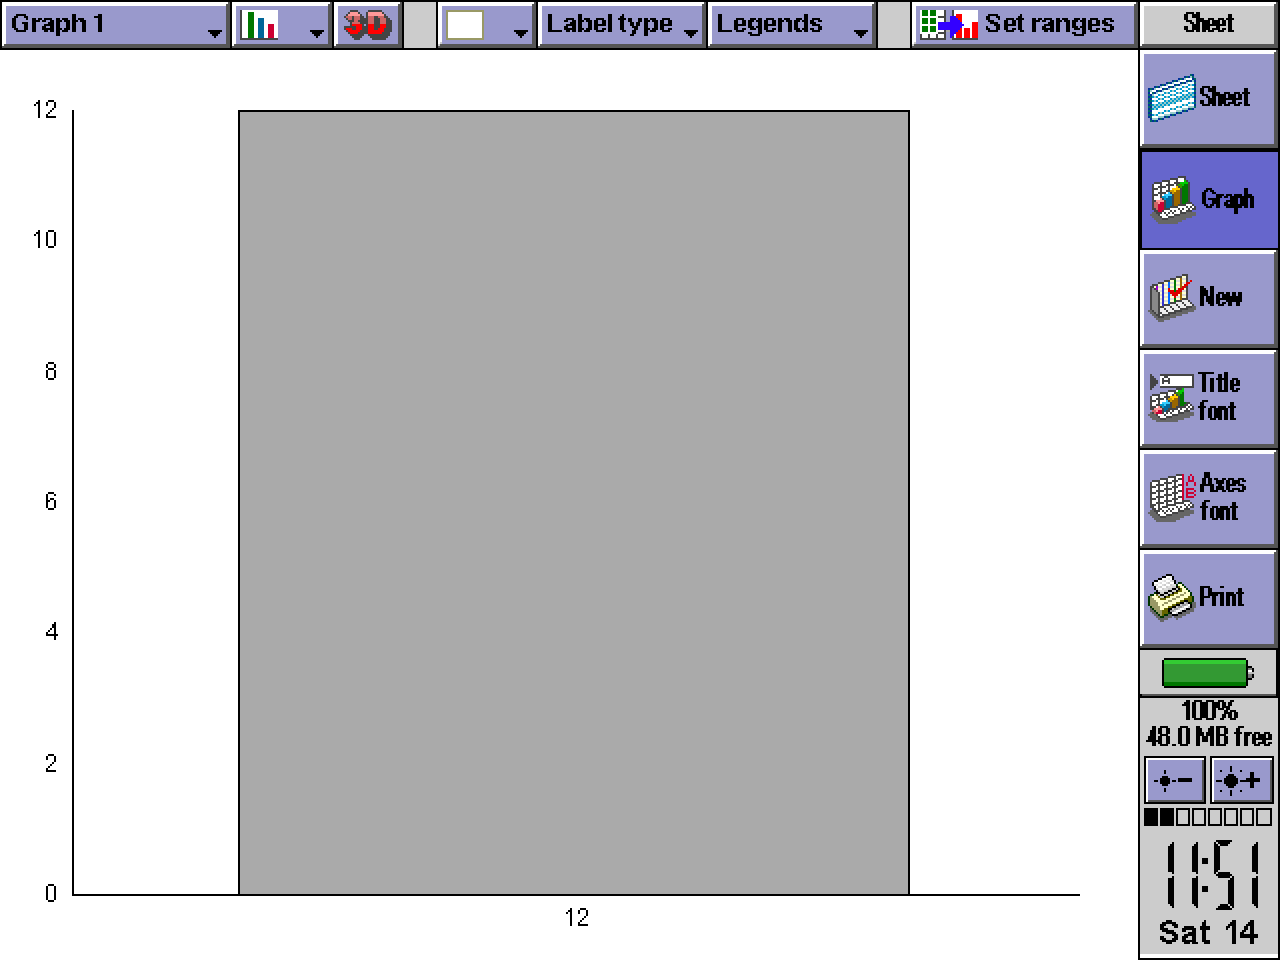 Graph 1
3D
Label type
Legends
Set ranges
Sheet
Sheet
Graph
New
A
Title
font
A
B
Axes
font
Print
100%
48.0 MB free
11:51
Sat 14
12
10
8
6
4
2
0
12